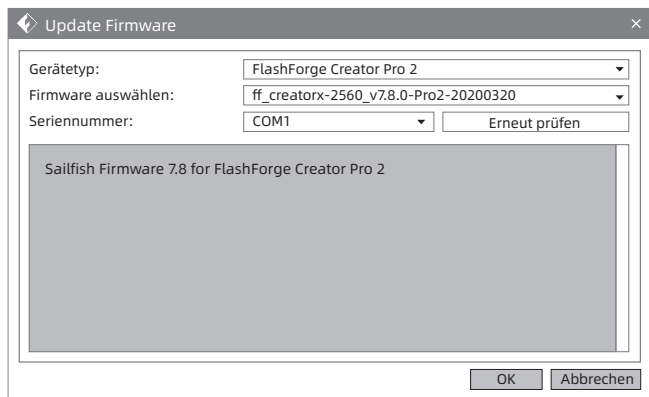 Update Firmware
Gerätetyp: FlashForge Creator Pro 2
Firmware auswählen: ff_creatorx-2560_v7.8.0-Pro2-20200320
Seriennummer: COM1 Erneut prüfen
Sailfish Firmware 7.8 for FlashForge Creator Pro 2
OK Abbrechen